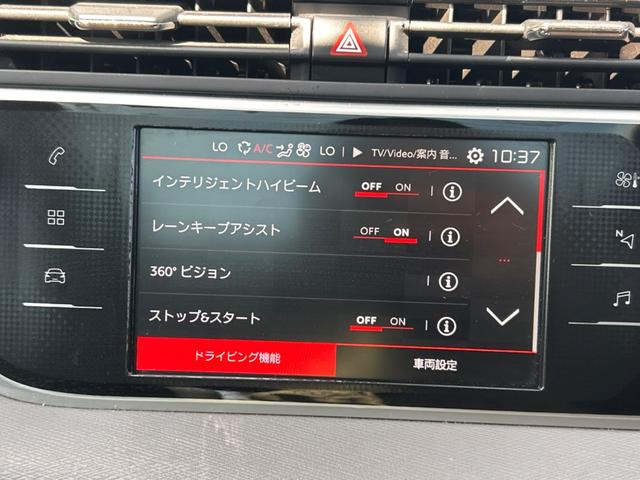 LO A/C LO TV/Video/案内 音... 10:37
インテリジェントハイビーム OFF ON
レーンキープアシスト OFF ON
360° ビジョン
ストップ&スタート OFF ON
ドライビング機能 車両設定
N